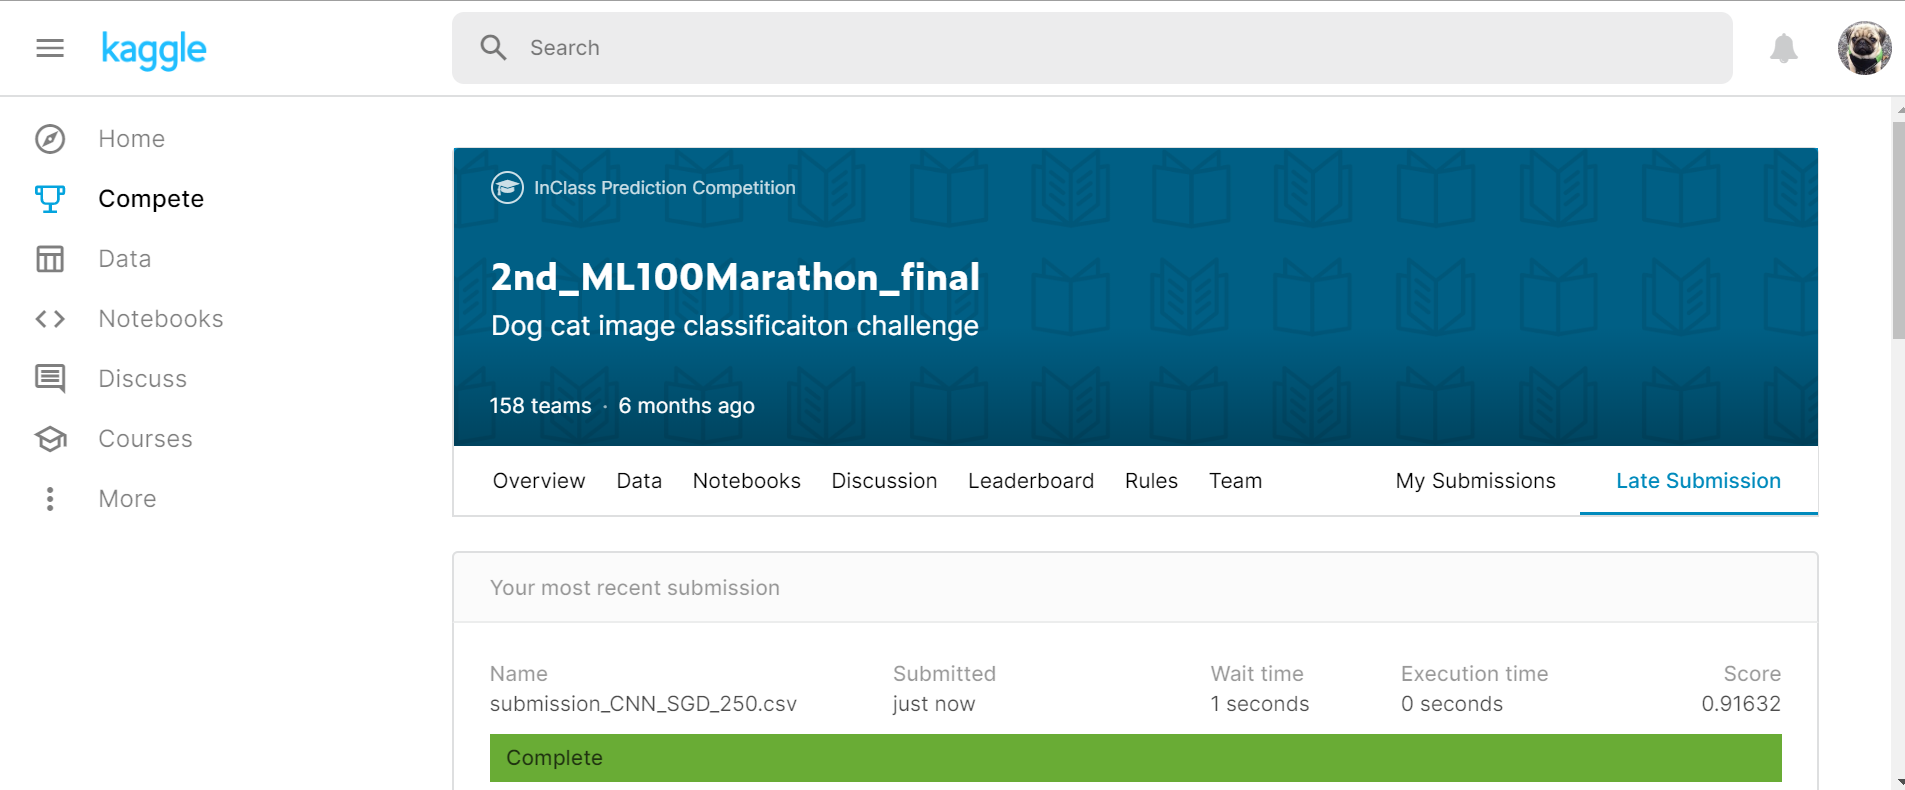 kaggle
Search
Home
Compete
Data
Notebooks
Discuss
Courses
More
InClass Prediction Competition
2nd_ML100Marathon_final
Dog cat image classificaiton challenge
158 teams · 6 months ago
Overview Data Notebooks Discussion Leaderboard Rules Team My Submissions Late Submission
Your most recent submission
Name Submitted Wait time Execution time Score
submission_CNN_SGD_250.csv just now 1 seconds 0 seconds 0.91632
Complete